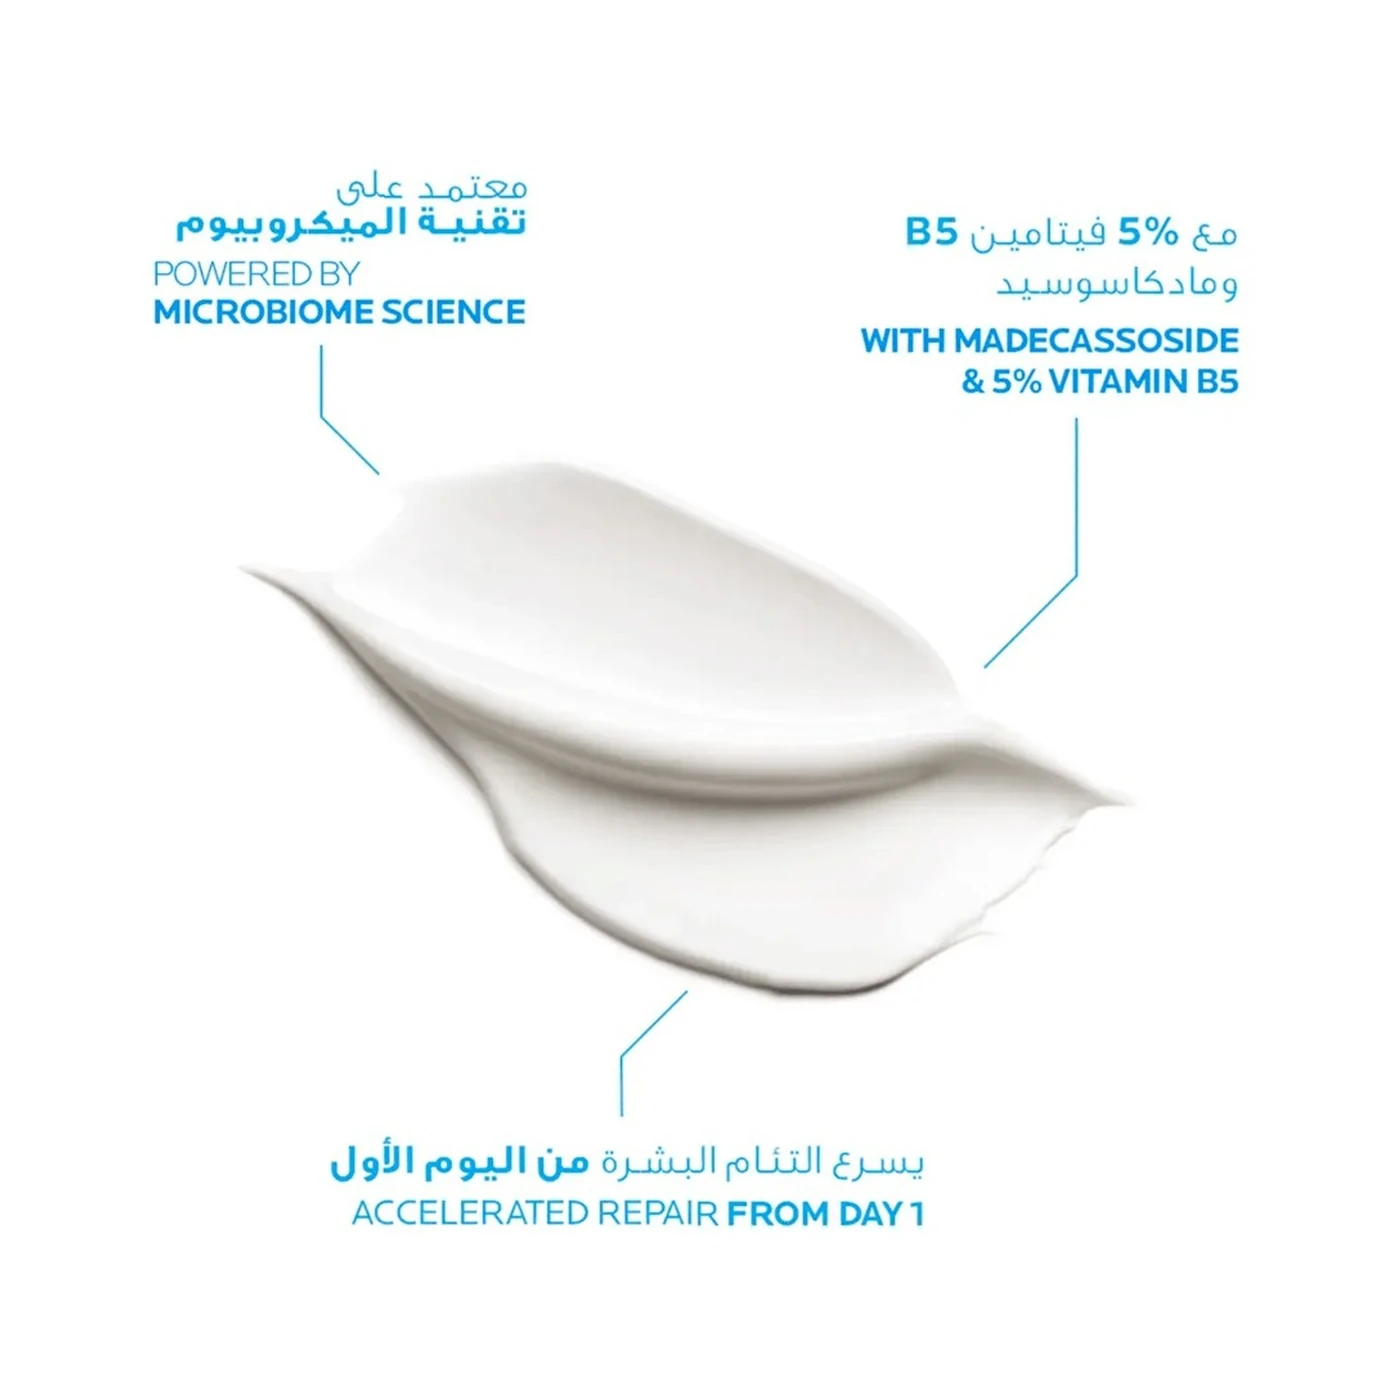 معتمد على
تقنية الميكروبيوم
POWERED BY
MICROBIOME SCIENCE
مع 5% فيتامين B5
ومادكاسوسيد
WITH MADECASSOSIDE
& 5% VITAMIN B5
يسرع التئام البشرة من اليوم الأول
ACCELERATED REPAIR FROM DAY 1